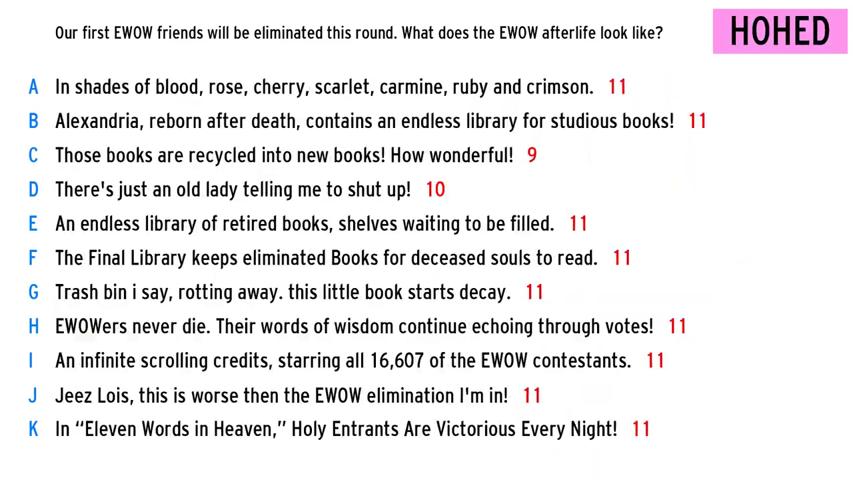 Our first EWOW friends will be eliminated this round. What does the EWOW afterlife look like?
HOHED
A In shades of blood, rose, cherry, scarlet, carmine, ruby and crimson. 11
B Alexandria, reborn after death, contains an endless library for studious books! 11
C Those books are recycled into new books! How wonderful! 9
D There's just an old lady telling me to shut up! 10
E An endless library of retired books, shelves waiting to be filled. 11
F The Final Library keeps eliminated Books for deceased souls to read. 11
G Trash bin i say, rotting away. this little book starts decay. 11
H EWOWers never die. Their words of wisdom continue echoing through votes! 11
I An infinite scrolling credits, starring all 16,607 of the EWOW contestants. 11
J Jeez Lois, this is worse then the EWOW elimination I'm in! 11
K In “Eleven Words in Heaven,” Holy Entrants Are Victorious Every Night! 11